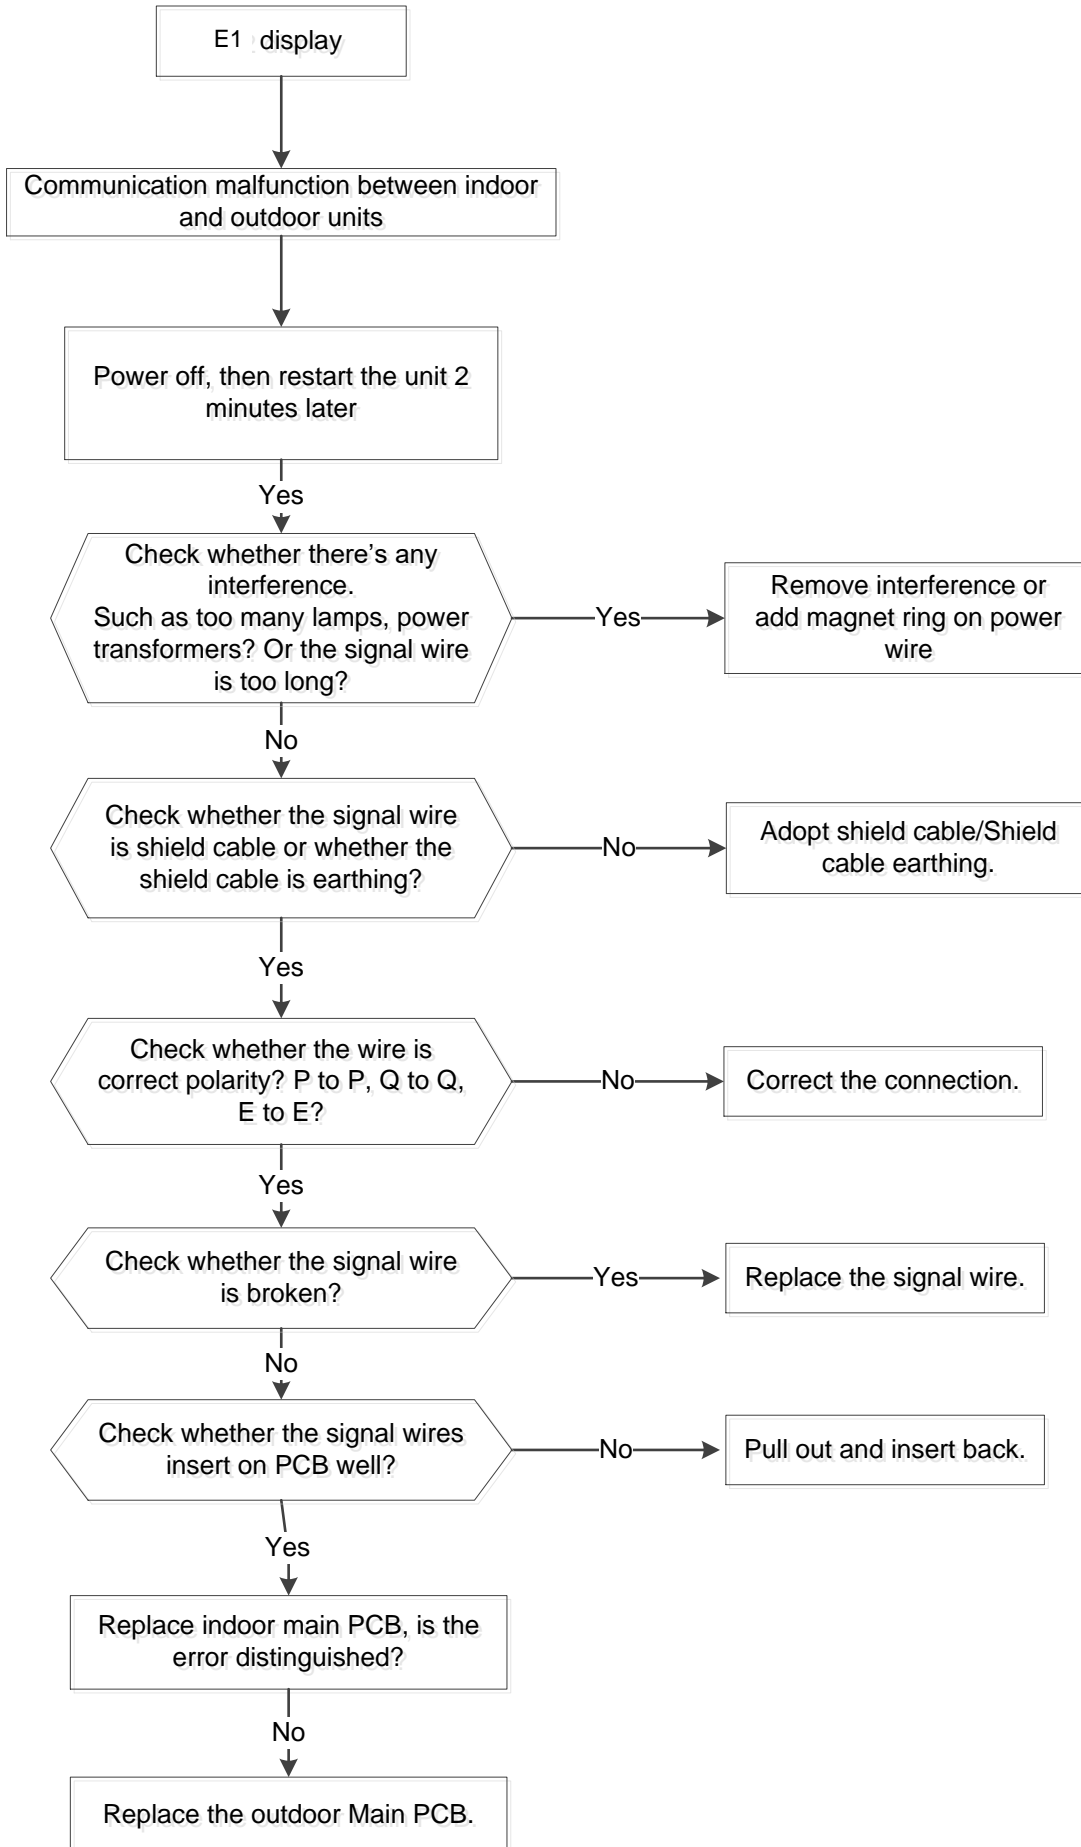 E1 display
Communication malfunction between indoor
and outdoor units
Power off, then restart the unit 2
minutes later
Yes
Check whether there's any
interference.
Such as too many lamps, power
transformers? Or the signal wire
is too long?
Yes
Remove interference or
add magnet ring on power
wire
No
Check whether the signal wire
is shield cable or whether the
shield cable is earthing?
No
Adopt shield cable/Shield
cable earthing.
Yes
Check whether the wire is
correct polarity? P to P, Q to Q,
E to E?
No
Correct the connection.
Yes
Check whether the signal wire
is broken?
Yes
Replace the signal wire.
No
Check whether the signal wires
insert on PCB well?
No
Pull out and insert back.
Yes
Replace indoor main PCB, is the
error distinguished?
No
Replace the outdoor Main PCB.